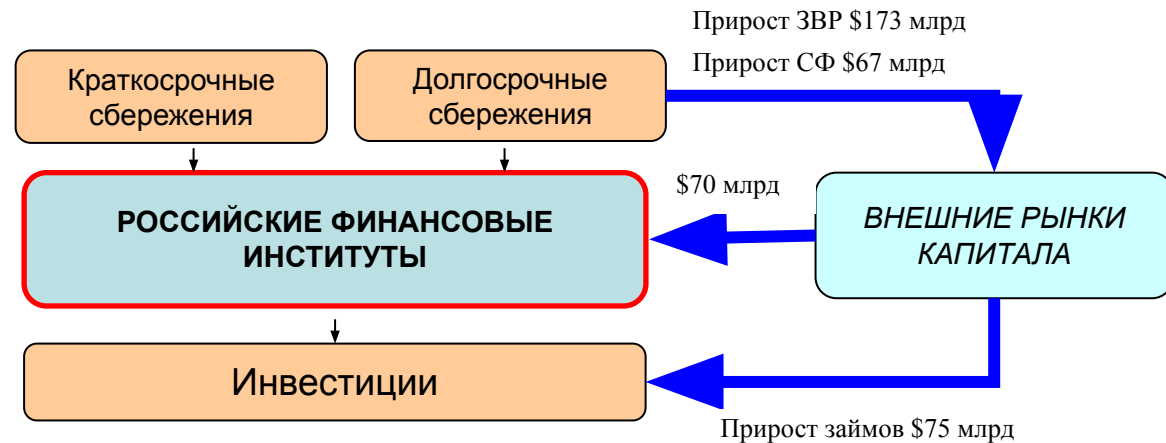 Прирост ЗВР $173 млрд
Прирост СФ $67 млрд
Краткосрочные
сбережения
Долгосрочные
сбережения
$70 млрд
РОССИЙСКИЕ ФИНАНСОВЫЕ
ИНСТИТУТЫ
ВНЕШНИЕ РЫНКИ
КАПИТАЛА
Инвестиции
Прирост займов $75 млрд